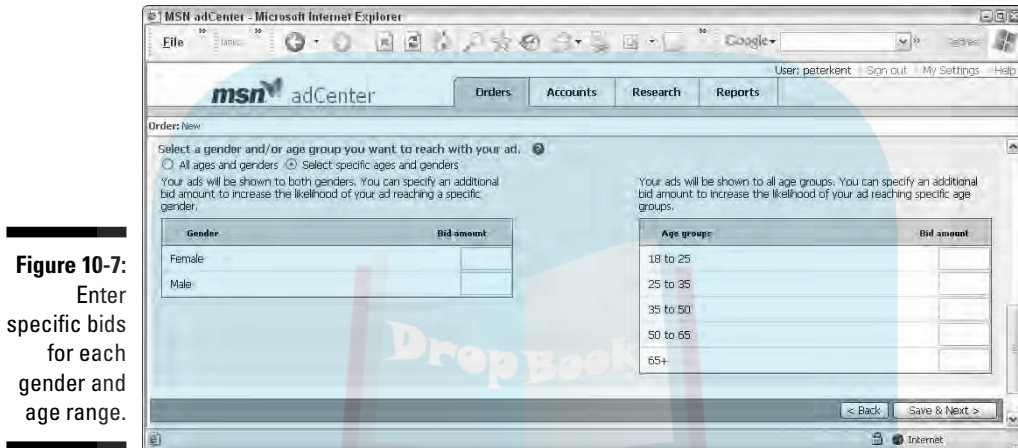 MSN adCenter - Microsoft Internet Explorer
File
Google
User: peterkent Sign out My Settings Help
msn adCenter Orders Accounts Research Reports
Order: New
Select a gender and/or age group you want to reach with your ad.
All ages and genders Select specific ages and genders
Your ads will be shown to both genders. You can specify an additional
bid amount to increase the likelihood of your ad reaching a specific
gender.
Gender Bid amount
Female
Male
Your ads will be shown to all age groups. You can specify an additional
bid amount to increase the likelihood of your ad reaching specific age
groups.
Age groups Bid amount
18 to 25
25 to 35
35 to 50
50 to 65
65+
DropBook
< Back Save & Next >
Internet
Figure 10-7:
Enter
specific bids
for each
gender and
age range.